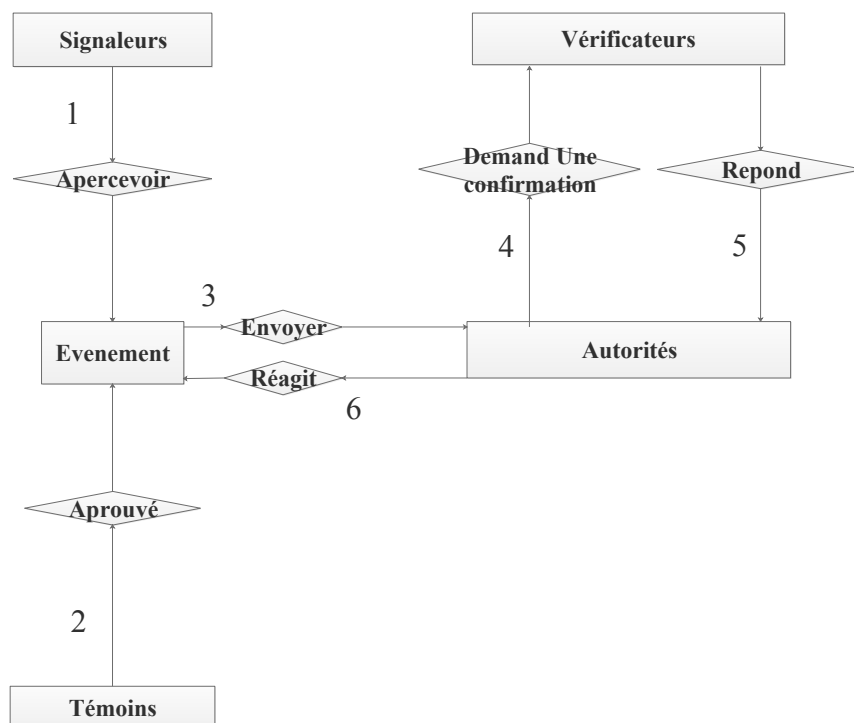 Signaleurs
Vérificateurs
1
Apercevoir
Demand Une
confirmation
Repond
4
5
3
Envoyer
Evenement
Autorités
Réagit
6
Aprouvé
2
Témoins